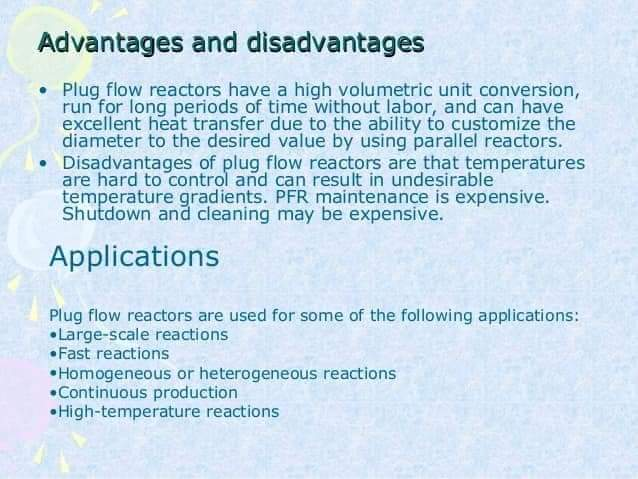 Advantages and disadvantages
• Plug flow reactors have a high volumetric unit conversion,
run for long periods of time without labor, and can have
excellent heat transfer due to the ability to customize the
diameter to the desired value by using parallel reactors.
• Disadvantages of plug flow reactors are that temperatures
are hard to control and can result in undesirable
temperature gradients. PFR maintenance is expensive.
Shutdown and cleaning may be expensive.
Applications
Plug flow reactors are used for some of the following applications:
•Large-scale reactions
•Fast reactions
•Homogeneous or heterogeneous reactions
•Continuous production
•High-temperature reactions